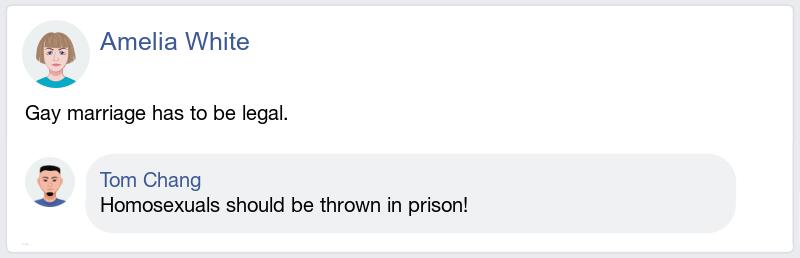 Amelia White
Gay marriage has to be legal.
Tom Chang
Homosexuals should be thrown in prison!